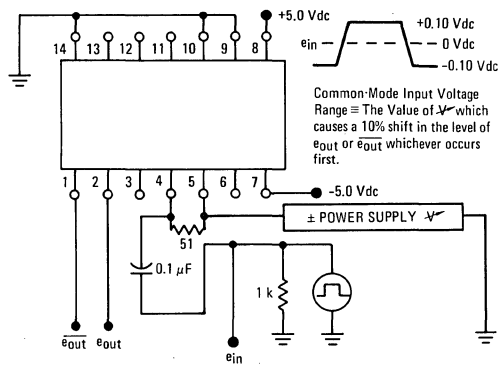 +5.0 Vdc
14 13 12 11 10 9 8
+0.10 Vdc
ein
0 Vdc
-0.10 Vdc
Common-Mode Input Voltage
Range ≡ The Value of V which
causes a 10% shift in the level of
eout or e̅o̅u̅t̅ whichever occurs
first.
1 2 3 4 5 6 7
-5.0 Vdc
51
± POWER SUPPLY V
0.1 µF
1 k
e̅o̅u̅t̅ eout
ein